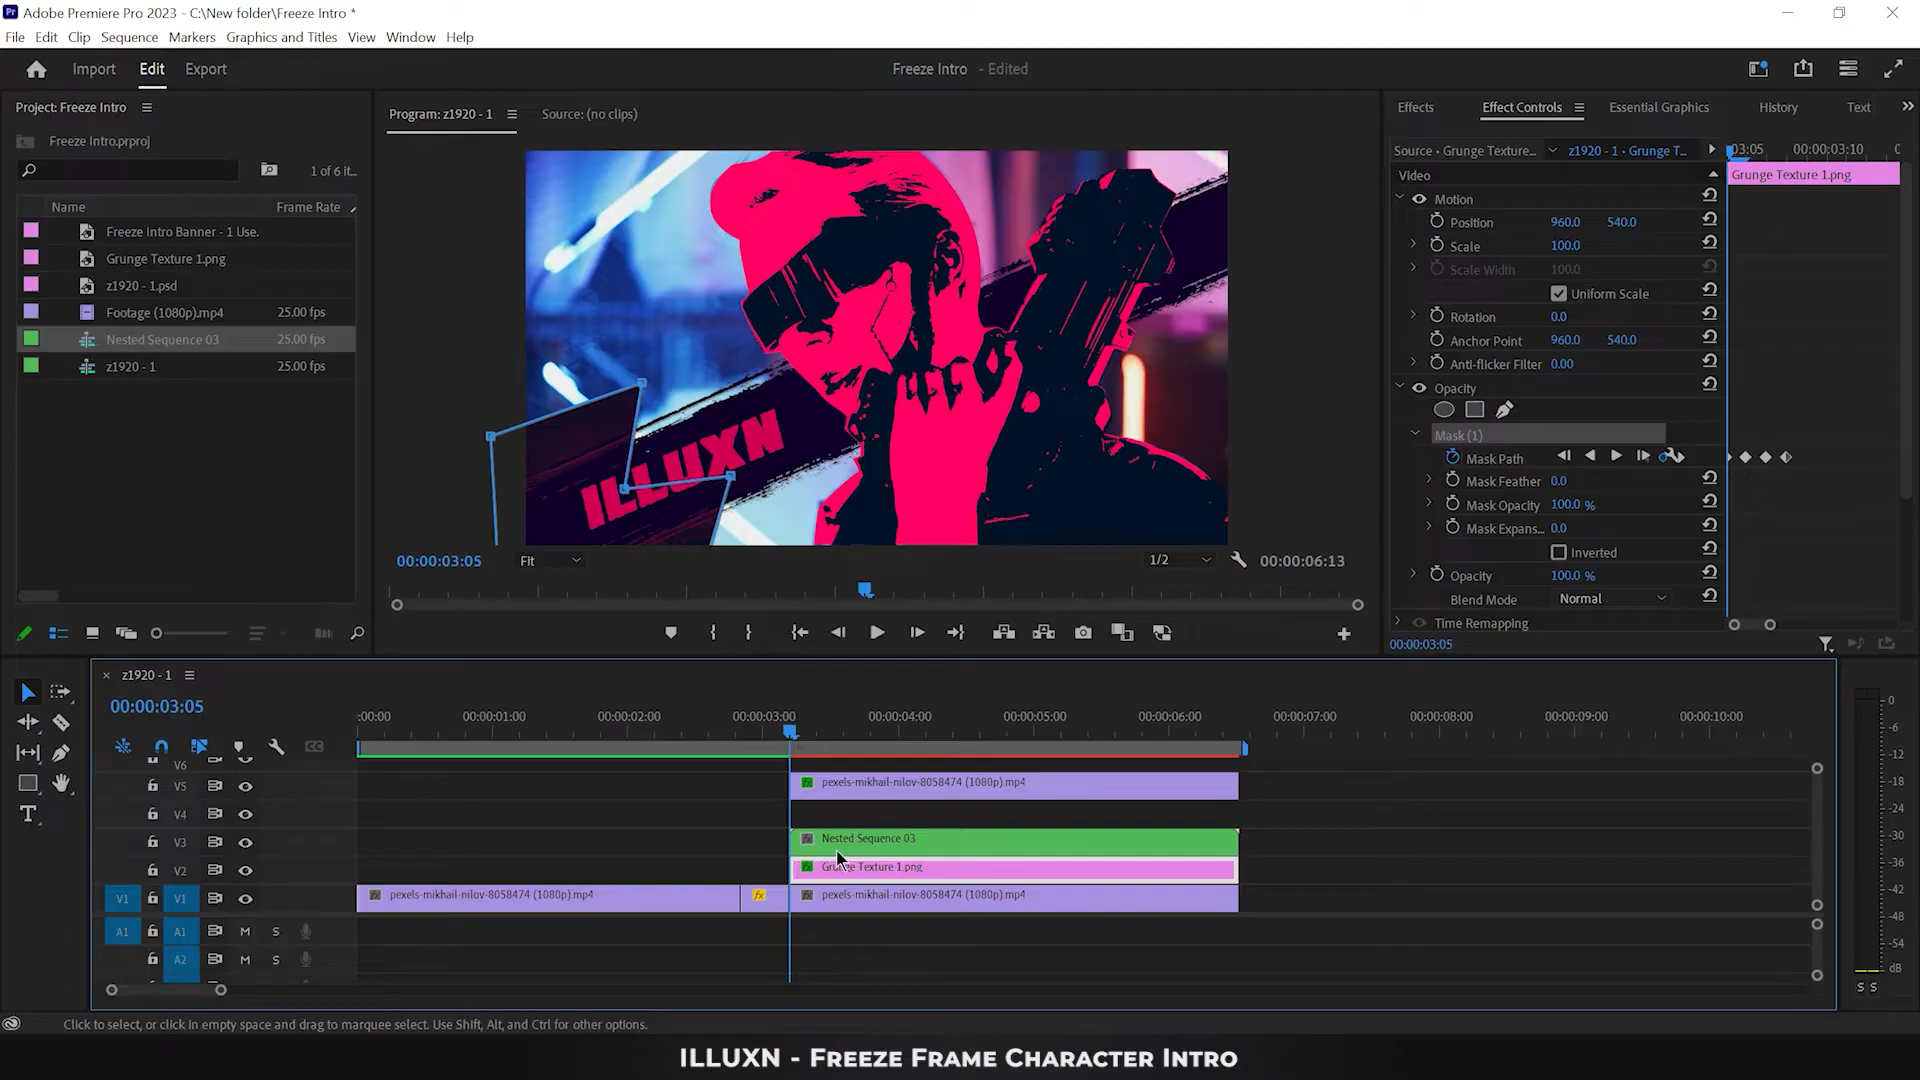 Adobe Premiere Pro 2023 - C:\New folder\Freeze Intro *
File Edit Clip Sequence Markers Graphics and Titles View Window Help
Import Edit Export
Freeze Intro - Edited
Project: Freeze Intro
Freeze Intro.prproj
1 of 6 it...
Name Frame Rate
Freeze Intro Banner - 1 Use.
Grunge Texture 1.png
z1920 - 1.psd
Footage (1080p).mp4 25.00 fps
Nested Sequence 03 25.00 fps
z1920 - 1 25.00 fps
Program: z1920 - 1 Source: (no clips)
ILLUXN
00:00:03:05 Fit 1/2 00:00:06:13
Effects Effect Controls Essential Graphics History Text
Source • Grunge Texture... z1920 - 1 • Grunge T... 03:05 00:00:03:10
Video
Grunge Texture 1.png
Motion
Position 960.0 540.0
Scale 100.0
Scale Width 100.0
Uniform Scale
Rotation 0.0
Anchor Point 960.0 540.0
Anti-flicker Filter 0.00
Opacity
Mask (1)
Mask Path
Mask Feather 0.0
Mask Opacity 100.0 %
Mask Expans... 0.0
Inverted
Opacity 100.0 %
Blend Mode Normal
Time Remapping
00:00:03:05
z1920 - 1
00:00:03:05
:00:00 00:00:01:00 00:00:02:00 00:00:03:00 00:00:04:00 00:00:05:00 00:00:06:00 00:00:07:00 00:00:08:00 00:00:09:00 00:00:10:00
V6
V5 fx pexels-mikhail-nilov-8058474 (1080p).mp4
V4
V3 fx Nested Sequence 03
V2 fx Grunge Texture 1.png
V1 V1 fx pexels-mikhail-nilov-8058474 (1080p).mp4 fx fx pexels-mikhail-nilov-8058474 (1080p).mp4
A1 A1 M S
A2 M S
0
-6
-12
-18
-24
-30
-36
-42
-48
-54
dB
S S
Click to select, or click in empty space and drag to marquee select. Use Shift, Alt, and Ctrl for other options.
ILLUXN - FREEZE FRAME CHARACTER INTRO